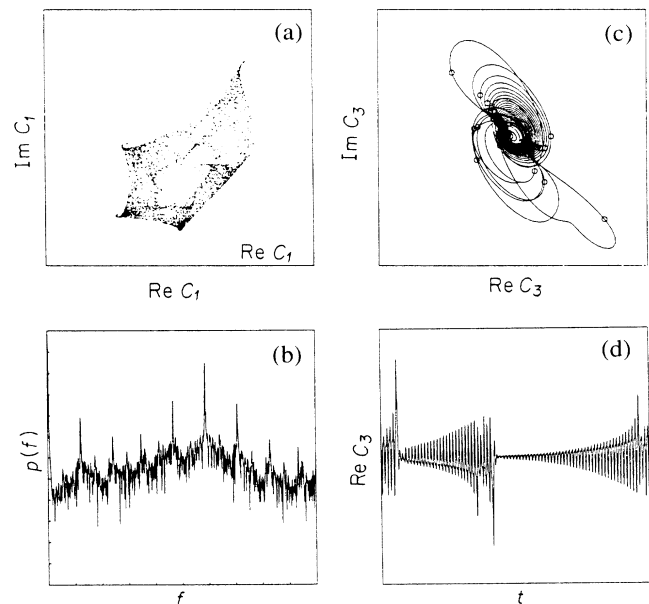 (a)
Im C1
Re C1
Re C1
(c)
Im C3
Re C3
(b)
p(f)
f
(d)
Re C3
t